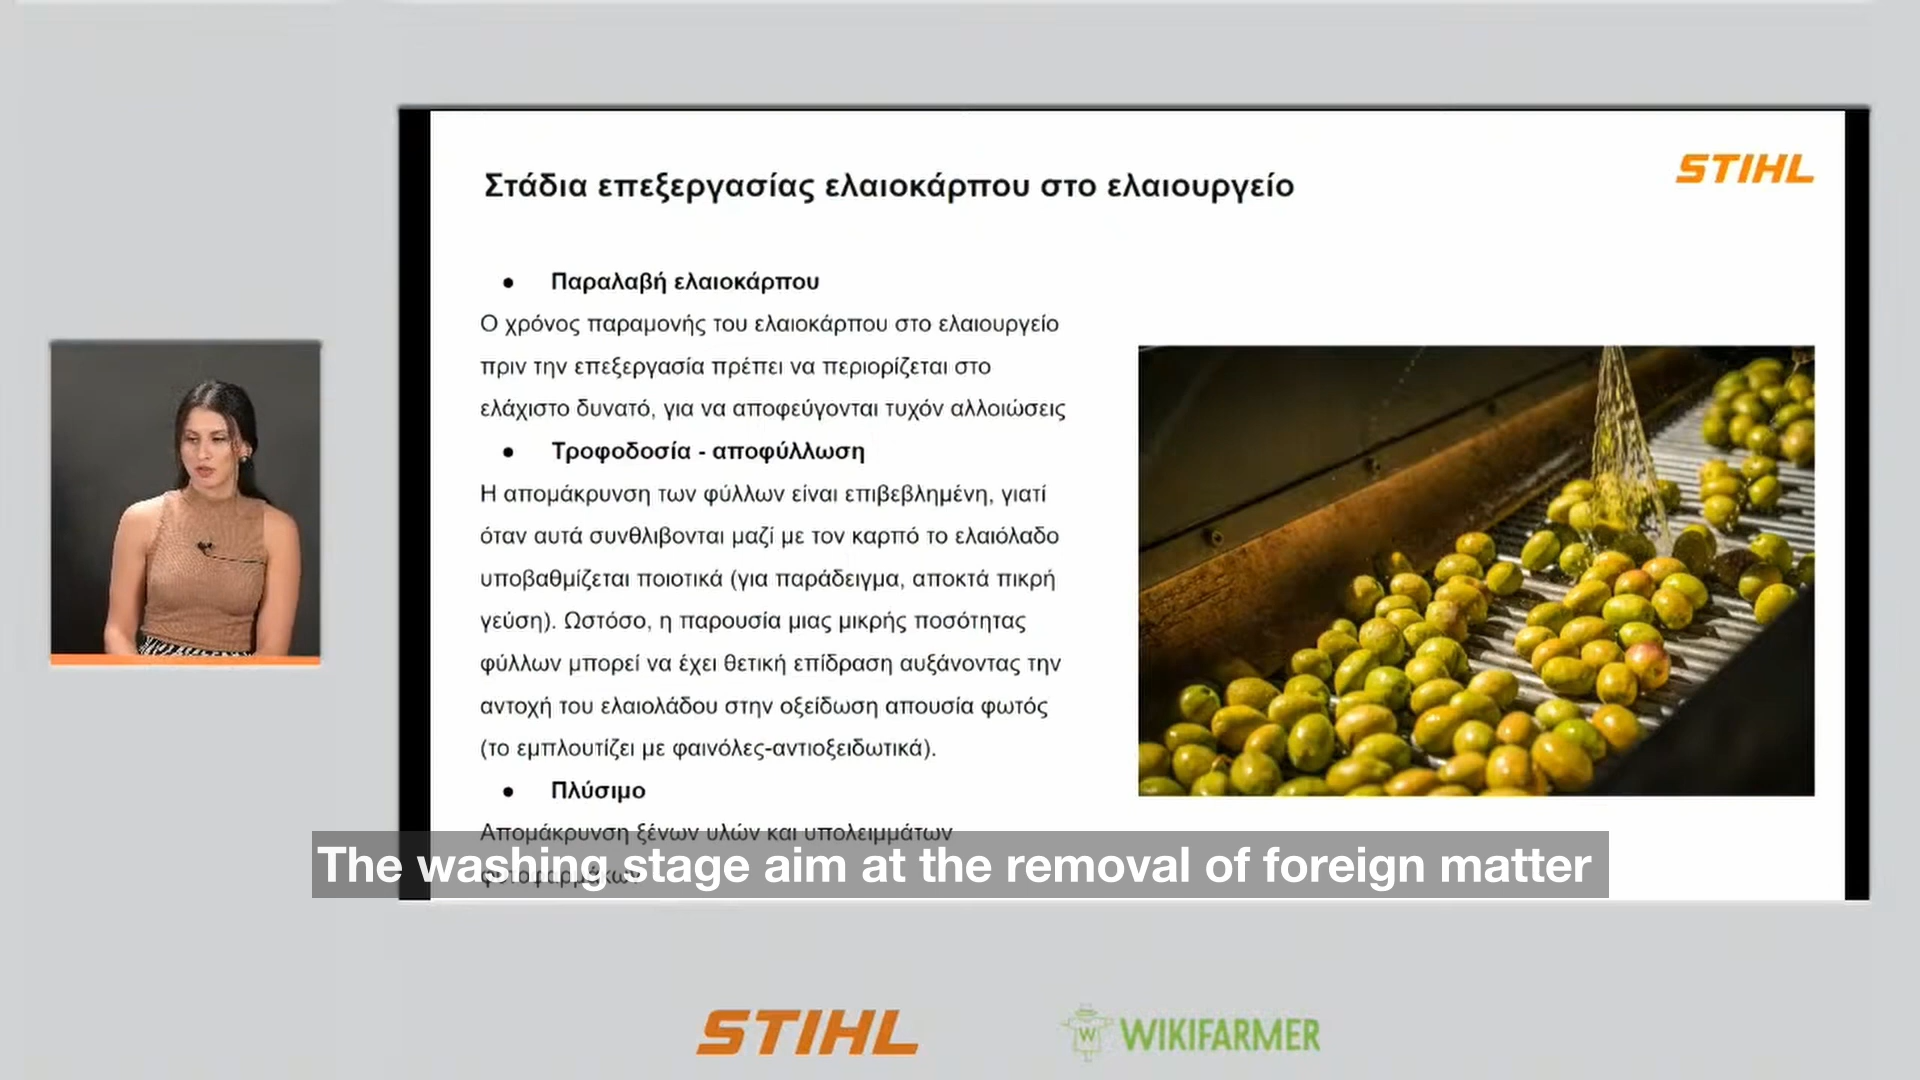 STIHL
Στάδια επεξεργασίας ελαιοκάρπου στο ελαιουργείο
● Παραλαβή ελαιοκάρπου
Ο χρόνος παραμονής του ελαιοκάρπου στο ελαιουργείο
πριν την επεξεργασία πρέπει να περιορίζεται στο
ελάχιστο δυνατό, για να αποφεύγονται τυχόν αλλοιώσεις
● Τροφοδοσία - αποφύλλωση
Η απομάκρυνση των φύλλων είναι επιβεβλημένη, γιατί
όταν αυτά συνθλιβονται μαζί με τον καρπό το ελαιόλαδο
υποβαθμίζεται ποιοτικά (για παράδειγμα, αποκτά πικρή
γεύση). Ωστόσο, η παρουσία μιας μικρής ποσότητας
φύλλων μπορεί να έχει θετική επίδραση αυξάνοντας την
αντοχή του ελαιολάδου στην οξείδωση απουσία φωτός
(το εμπλουτίζει με φαινόλες-αντιοξειδωτικά).
● Πλύσιμο
Απομάκρυνση ξένων υλών και υπολειμμάτων
The washing stage aim at the removal of foreign matter
STIHL
W WIKIFARMER